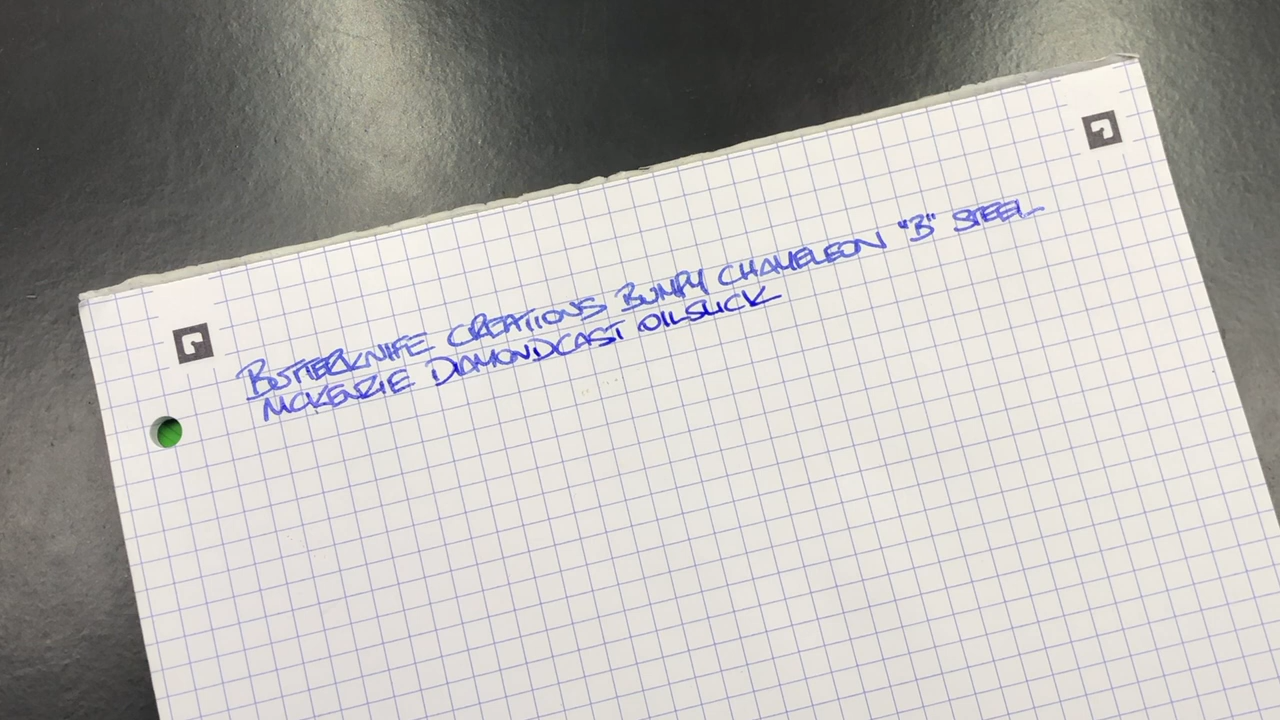 BUTTERKNIFE CREATIONS BUMPY CHAMELEON "B" STEEL
MCKENZIE DIAMONDCAST OILSLICK